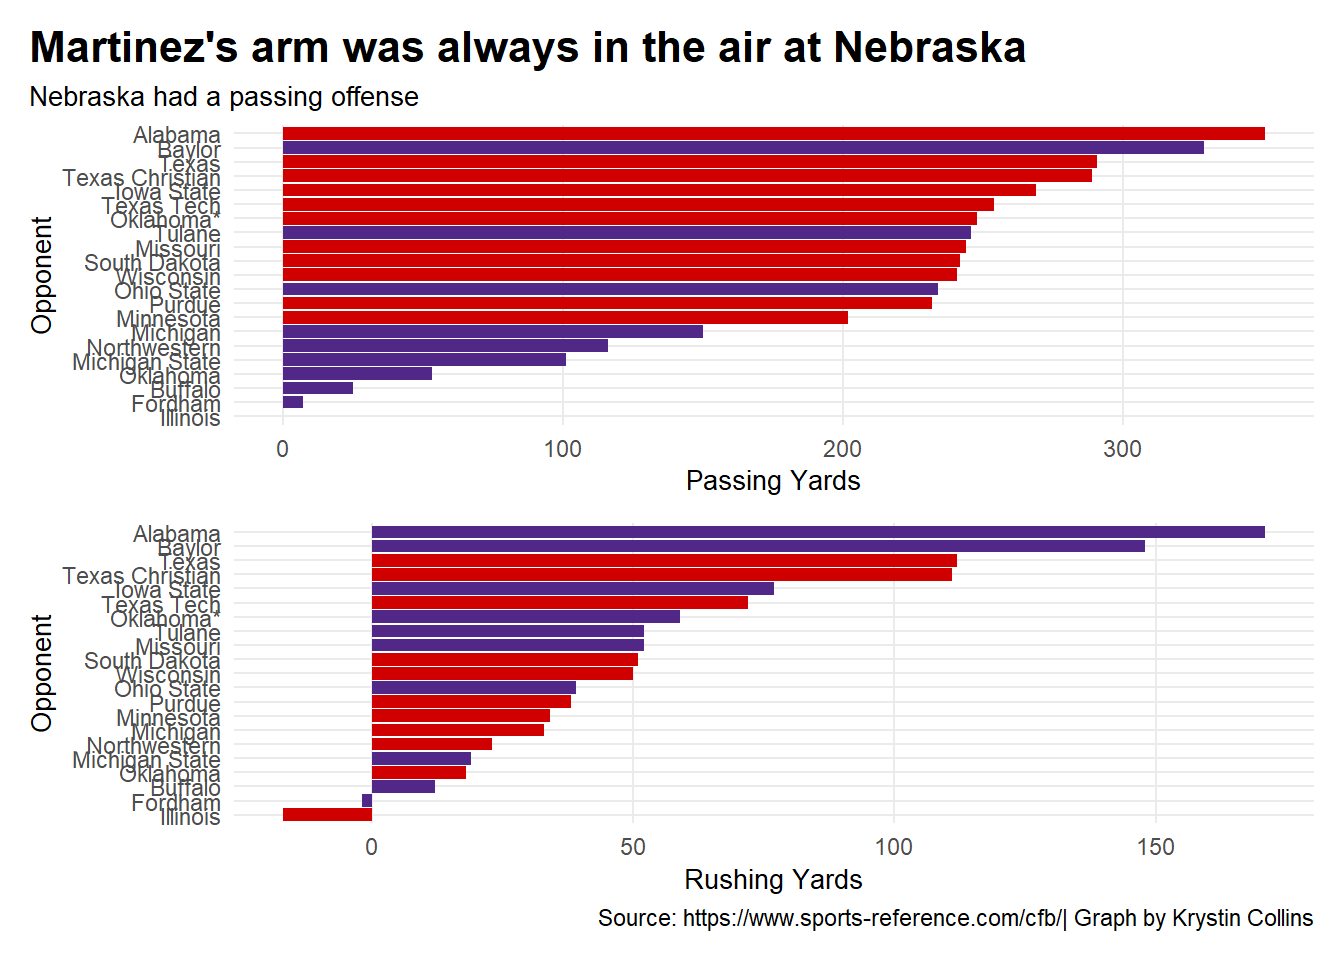 Martinez's arm was always in the air at Nebraska
Nebraska had a passing offense
Opponent
Alabama
Baylor
Texas
Texas Christian
Iowa State
Texas Tech
Oklahoma*
Tulane
Missouri
South Dakota
Wisconsin
Ohio State
Purdue
Minnesota
Michigan
Northwestern
Michigan State
Oklahoma
Buffalo
Fordham
Illinois
0 100 200 300
Passing Yards
Opponent
Alabama
Baylor
Texas
Texas Christian
Iowa State
Texas Tech
Oklahoma*
Tulane
Missouri
South Dakota
Wisconsin
Ohio State
Purdue
Minnesota
Michigan
Northwestern
Michigan State
Oklahoma
Buffalo
Fordham
Illinois
0 50 100 150
Rushing Yards
Source: https://www.sports-reference.com/cfb/| Graph by Krystin Collins